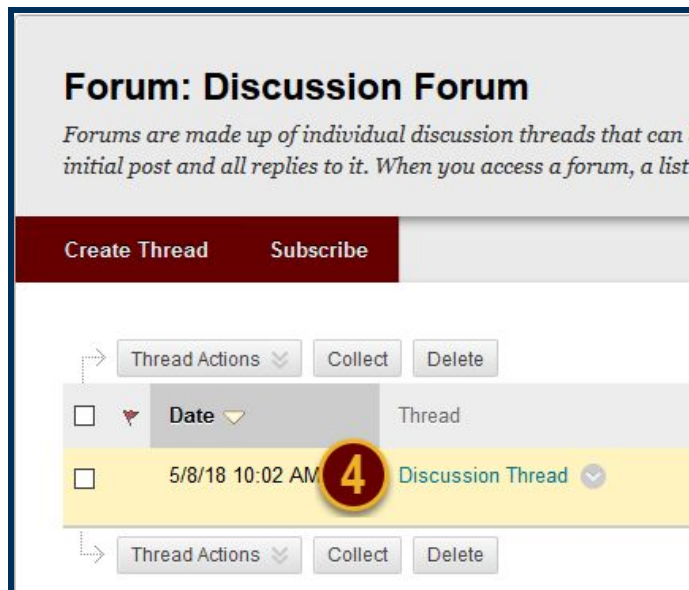 Forum: Discussion Forum
Forums are made up of individual discussion threads that can
initial post and all replies to it. When you access a forum, a list
Create Thread Subscribe
Thread Actions Collect Delete
Date Thread
5/8/18 10:02 AM 4 Discussion Thread
Thread Actions Collect Delete